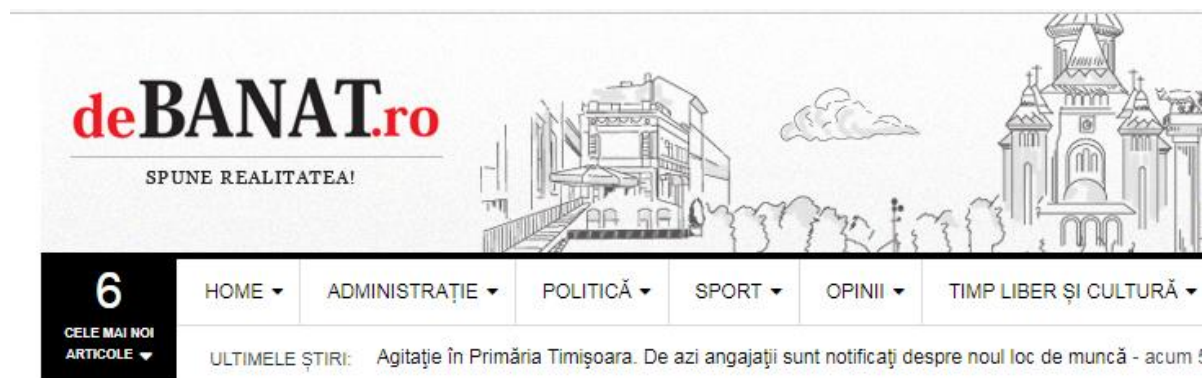 deBANAT.ro
SPUNE REALITATEA!
6
CELE MAI NOI
ARTICOLE
HOME
ADMINISTRAȚIE
POLITICĂ
SPORT
OPINII
TIMP LIBER ȘI CULTURĂ
ULTIMELE ȘTIRI: Agitaţie în Primăria Timişoara. De azi angajaţii sunt notificaţi despre noul loc de muncă - acum